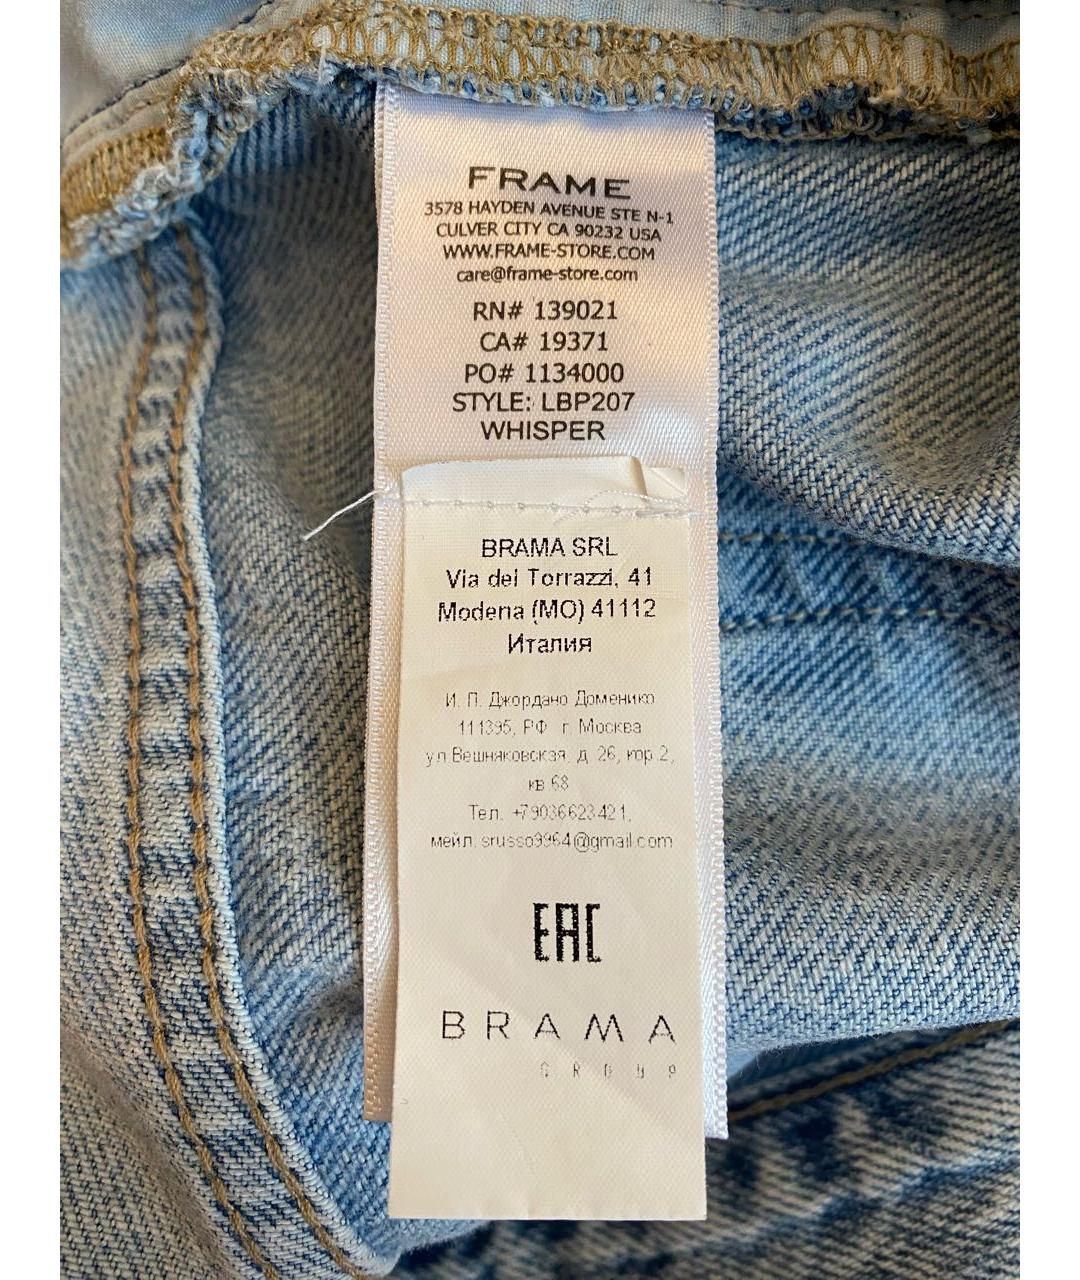 FRAME
3578 HAYDEN AVENUE STE N-1
CULVER CITY CA 90232 USA
WWW.FRAME-STORE.COM
care@frame-store.com
RN# 139021
CA# 19371
PO# 1134000
STYLE: LBP207
WHISPER
BRAMA SRL
Via dei Torrazzi, 41
Modena (MO) 41112
Италия
И. П. Джордано Доменико
111395, РФ г. Москва
ул Вешняковская, д. 26, кор.2,
кв.68
Тел. +79036623421,
мейл. srusso9964@gmail.com
EAC
BRAMA
GROUP